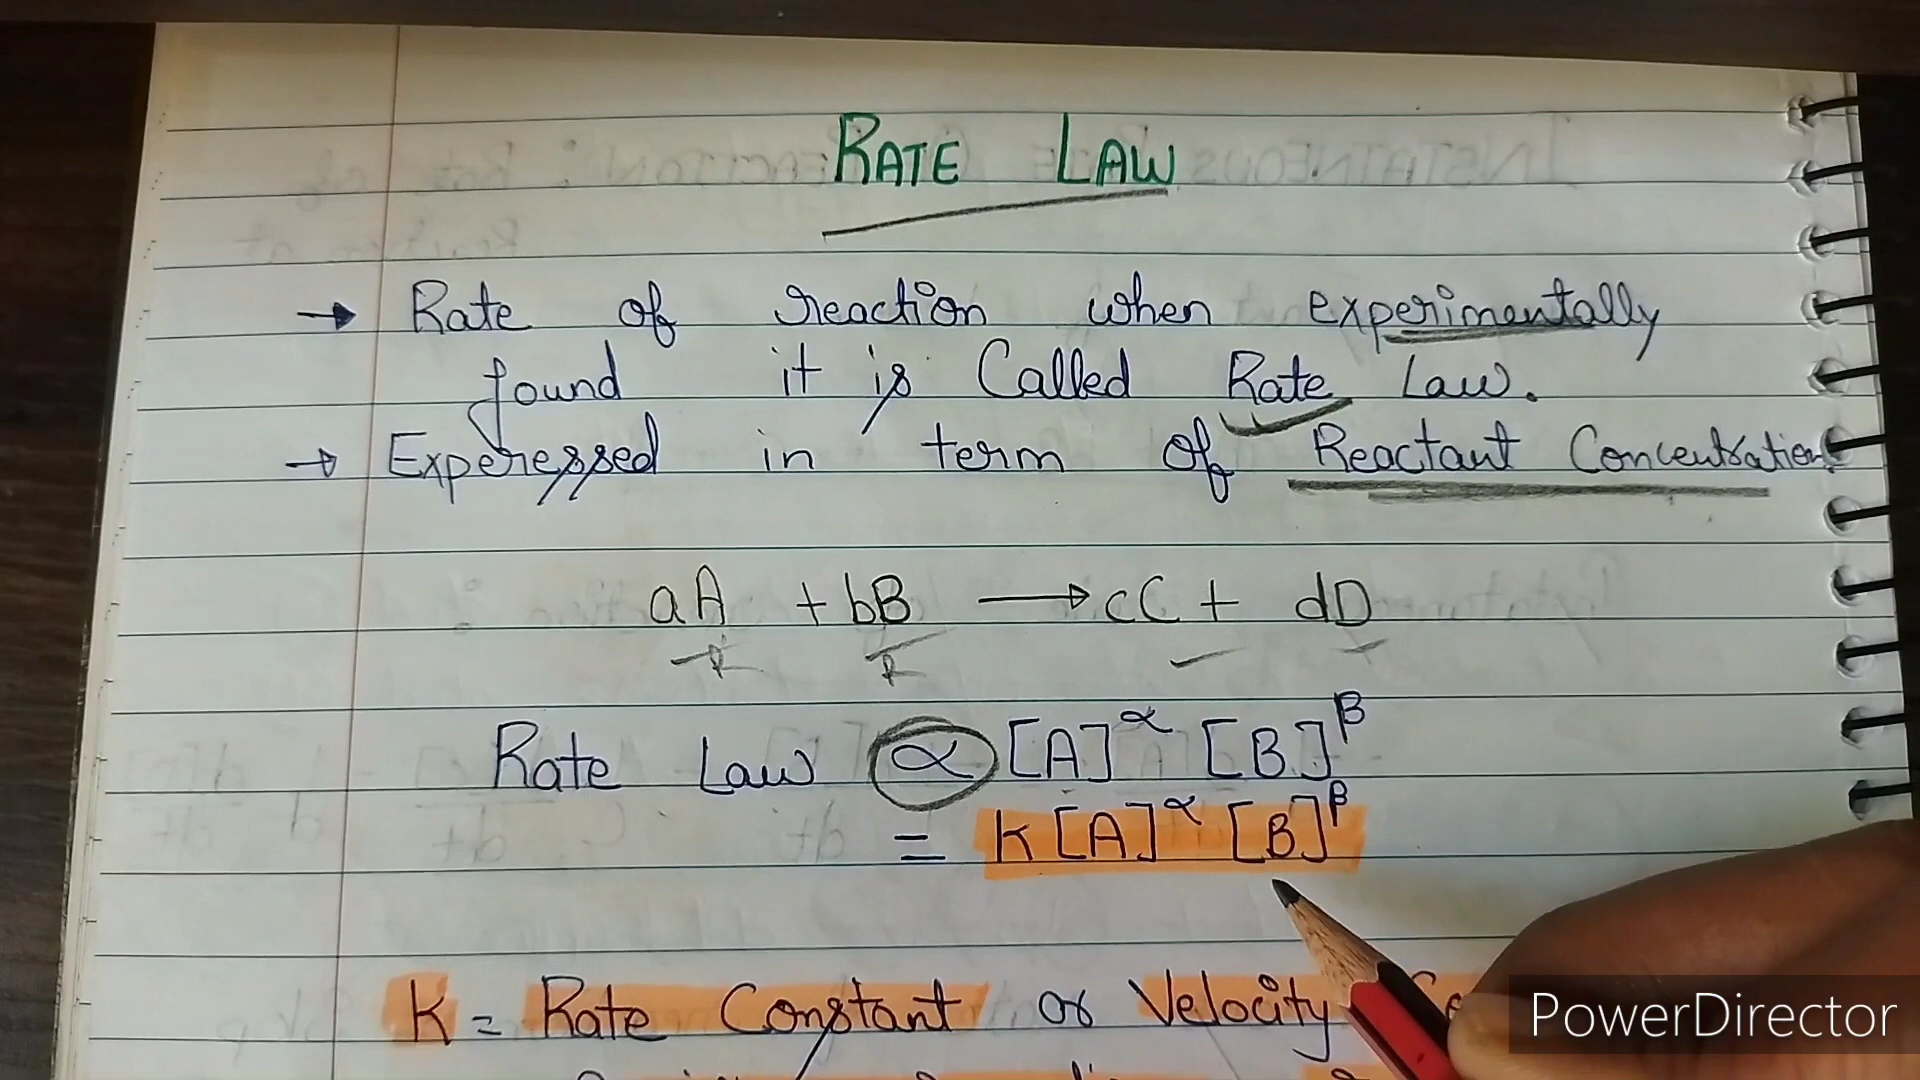 RATE LAW
→ Rate of reaction when experimentally
found it is Called Rate Law.
→ Experessed in term of Reactant Concentration
aA + bB → cC + dD
R R
Rate Law ∝ [A]^α [B]^β
= K[A]^α [B]^β
K = Rate Constant or Velocity
PowerDirector